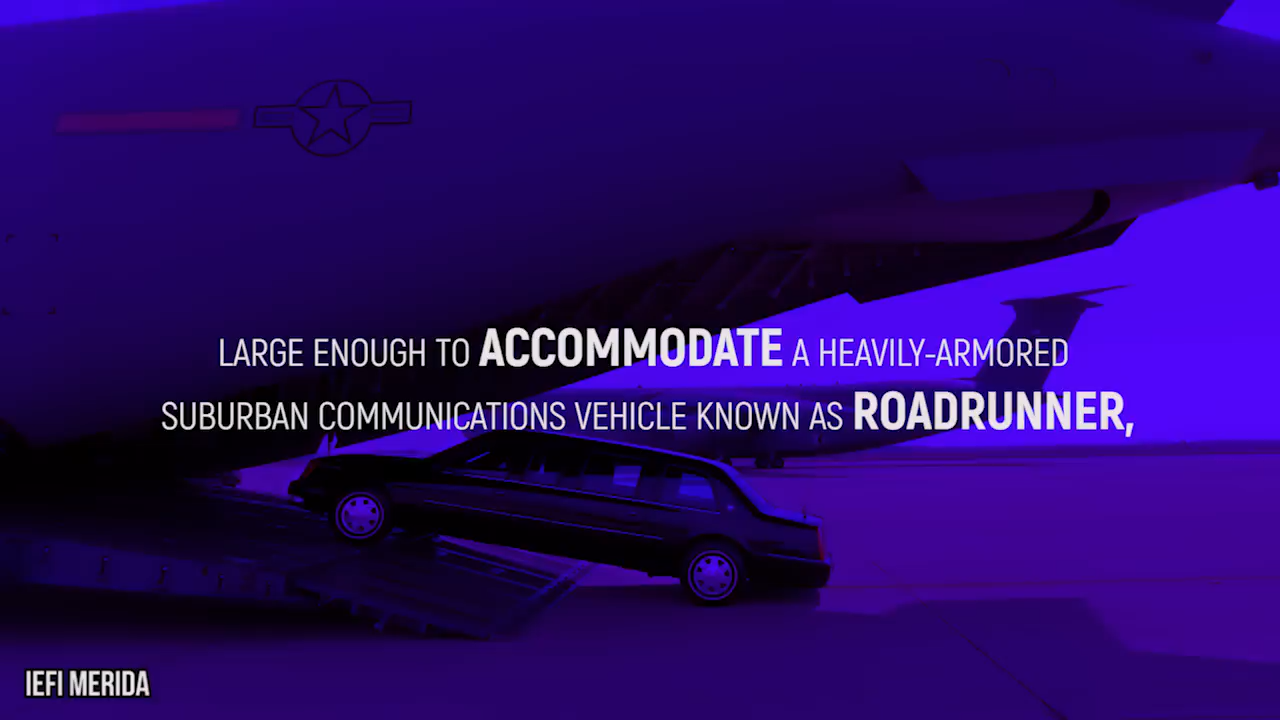 LARGE ENOUGH TO ACCOMMODATE A HEAVILY-ARMORED
SUBURBAN COMMUNICATIONS VEHICLE KNOWN AS ROADRUNNER,
IEFI MERIDA